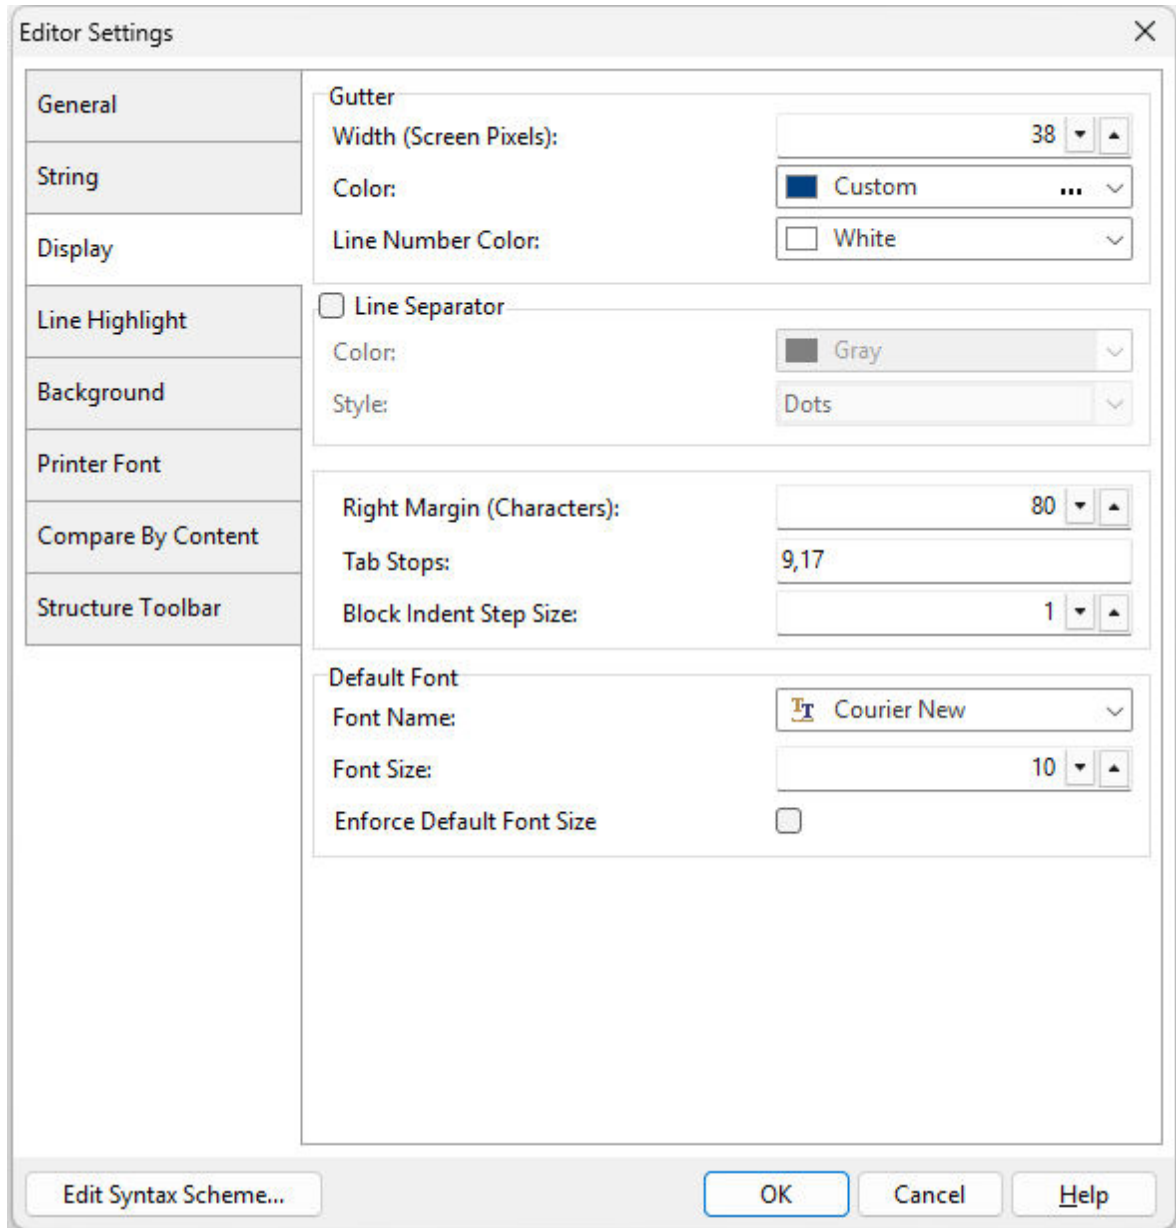 Editor Settings
General
String
Display
Line Highlight
Background
Printer Font
Compare By Content
Structure Toolbar
Gutter
Width (Screen Pixels): 38
Color: Custom ...
Line Number Color: White
Line Separator
Color: Gray
Style: Dots
Right Margin (Characters): 80
Tab Stops: 9,17
Block Indent Step Size: 1
Default Font
Font Name: Courier New
Font Size: 10
Enforce Default Font Size
Edit Syntax Scheme... OK Cancel Help